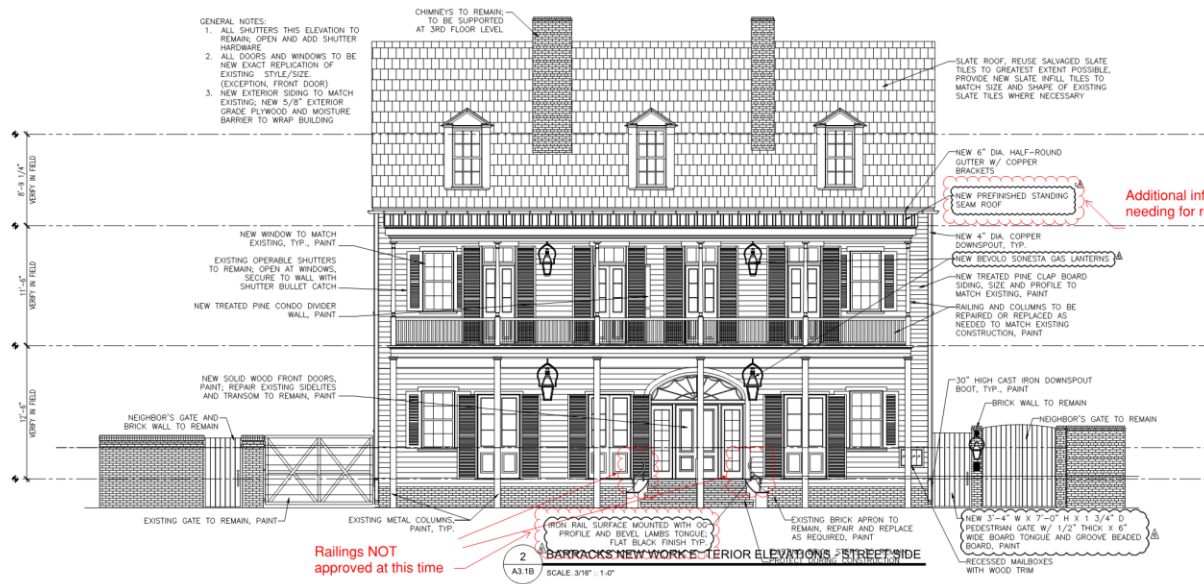 GENERAL NOTES:
1. ALL SHUTTERS THIS ELEVATION TO
REMAIN; OPEN AND ADD SHUTTER
HARDWARE
2. ALL DOORS AND WINDOWS TO BE
NEW EXACT REPLICATION OF
EXISTING STYLE/SIZE.
(EXCEPTION, FRONT DOOR)
3. NEW EXTERIOR SIDING TO MATCH
EXISTING; NEW 5/8" EXTERIOR
GRADE PLYWOOD AND MOISTURE
BARRIER TO WRAP BUILDING
CHIMNEYS TO REMAIN;
TO BE SUPPORTED
AT 3RD FLOOR LEVEL
SLATE ROOF, REUSE SALVAGED SLATE
TILES TO GREATEST EXTENT POSSIBLE,
PROVIDE NEW SLATE INFILL TILES TO
MATCH SIZE AND SHAPE OF EXISTING
SLATE TILES WHERE NECESSARY
8'-9 1/4"
VERIFY IN FIELD
11'-6"
VERIFY IN FIELD
12'-6"
VERIFY IN FIELD
NEW 6" DIA. HALF-ROUND
GUTTER W/ COPPER
BRACKETS
NEW PREFINISHED STANDING
SEAM ROOF
Additional inf
needing for r
NEW 4" DIA. COPPER
DOWNSPOUT, TYP.
NEW BEVOLO SONESTA GAS LANTERNS
NEW TREATED PINE CLAP BOARD
SIDING, SIZE AND PROFILE TO
MATCH EXISTING, PAINT
RAILING AND COLUMNS TO BE
REPAIRED OR REPLACED AS
NEEDED TO MATCH EXISTING
CONSTRUCTION, PAINT
NEW WINDOW TO MATCH
EXISTING, TYP., PAINT
EXISTING OPERABLE SHUTTERS
TO REMAIN; OPEN AT WINDOWS,
SECURE TO WALL WITH
SHUTTER BULLET CATCH
NEW TREATED PINE CONDO DIVIDER
WALL, PAINT
NEW SOLID WOOD FRONT DOORS,
PAINT; REPAIR EXISTING SIDELITES
AND TRANSOM TO REMAIN, PAINT
NEIGHBOR'S GATE AND
BRICK WALL TO REMAIN
30" HIGH CAST IRON DOWNSPOUT
BOOT, TYP., PAINT
BRICK WALL TO REMAIN
NEIGHBOR'S GATE TO REMAIN
EXISTING GATE TO REMAIN, PAINT
EXISTING METAL COLUMNS,
PAINT, TYP.
IRON RAIL SURFACE MOUNTED WITH OG
PROFILE AND BEVEL LAMBS TONGUE;
FLAT BLACK FINISH TYP.
EXISTING BRICK APRON TO
REMAIN, REPAIR AND REPLACE
AS REQUIRED, PAINT
NEW 3'-4" W X 7'-0" H X 1 3/4" D
PEDESTRIAN GATE W/ 1/2" THICK X 6"
WIDE BOARD TONGUE AND GROOVE BEADED
BOARD, PAINT
RECESSED MAILBOXES
WITH WOOD TRIM
Railings NOT
approved at this time
2
A3.1B
BARRACKS NEW WORK E TERIOR ELEVATIONS - STREET SIDE
PROTECT DURING CONSTRUCTION
SCALE: 3/16" : 1'-0"